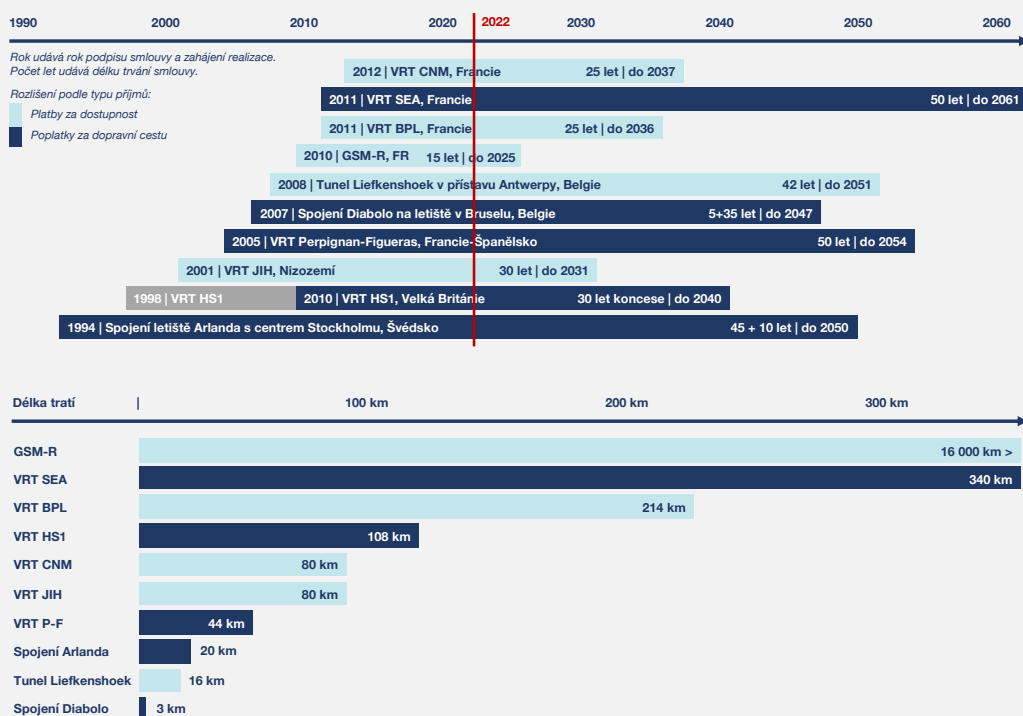 1990 2000 2010 2020 2022 2030 2040 2050 2060
Rok udává rok podpisu smlouvy a zahájení realizace.
Počet let udává délku trvání smlouvy.
Rozlišení podle typu příjmů:
Platby za dostupnost
Poplatky za dopravní cestu
2012 | VRT CNM, Francie 25 let | do 2037
2011 | VRT SEA, Francie 50 let | do 2061
2011 | VRT BPL, Francie 25 let | do 2036
2010 | GSM-R, FR 15 let | do 2025
2008 | Tunel Liefkenshoek v přístavu Antwerpy, Belgie 42 let | do 2051
2007 | Spojení Diabolo na letiště v Bruselu, Belgie 5+35 let | do 2047
2005 | VRT Perpignan-Figueras, Francie-Španělsko 50 let | do 2054
2001 | VRT JIH, Nizozemí 30 let | do 2031
1998 | VRT HS1 2010 | VRT HS1, Velká Británie 30 let koncese | do 2040
1994 | Spojení letiště Arlanda s centrem Stockholmu, Švédsko 45 + 10 let | do 2050
Délka tratí | 100 km 200 km 300 km
GSM-R 16 000 km >
VRT SEA 340 km
VRT BPL 214 km
VRT HS1 108 km
VRT CNM 80 km
VRT JIH 80 km
VRT P-F 44 km
Spojení Arlanda 20 km
Tunel Liefkenshoek 16 km
Spojení Diabolo 3 km